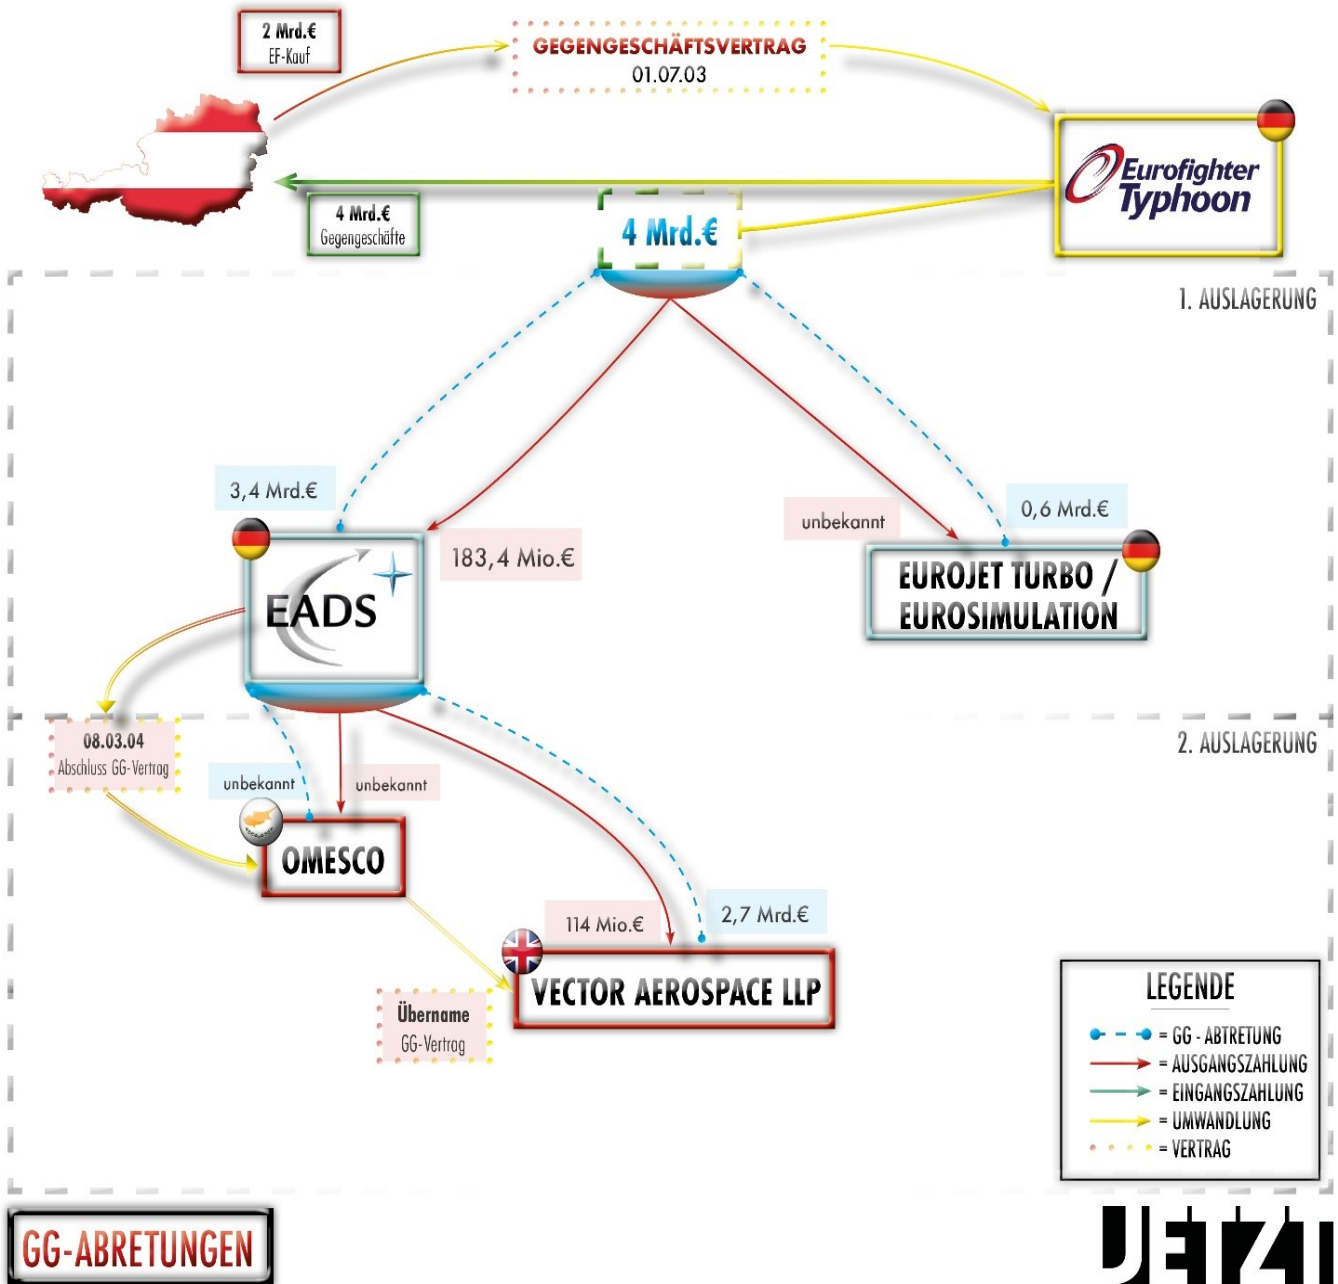 2 Mrd.€
EF-Kauf
GEGENGESCHÄFTSVERTRAG
01.07.03
Eurofighter
Typhoon
4 Mrd.€
Gegengeschäfte
4 Mrd.€
1. AUSLAGERUNG
3,4 Mrd.€
183,4 Mio.€
unbekannt
0,6 Mrd.€
EADS
EUROJET TURBO /
EUROSIMULATION
08.03.04
Abschluss GG-Vertrag
2. AUSLAGERUNG
unbekannt
unbekannt
OMESCO
114 Mio.€
2,7 Mrd.€
VECTOR AEROSPACE LLP
Übername
GG-Vertrag
LEGENDE
= GG - ABTRETUNG
= AUSGANGSZAHLUNG
= EINGANGSZAHLUNG
= UMWANDLUNG
= VERTRAG
GG-ABRETUNGEN
JETZT